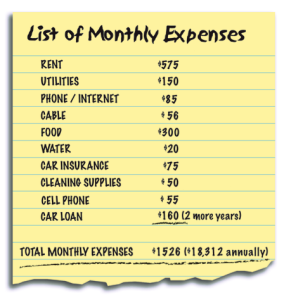 List of Monthly Expenses
RENT $575
UTILITIES $150
PHONE / INTERNET $85
CABLE $56
FOOD $300
WATER $20
CAR INSURANCE $75
CLEANING SUPPLIES $50
CELL PHONE $55
CAR LOAN $160 (2 more years)
TOTAL MONTHLY EXPENSES $1526 ($18,312 annually)